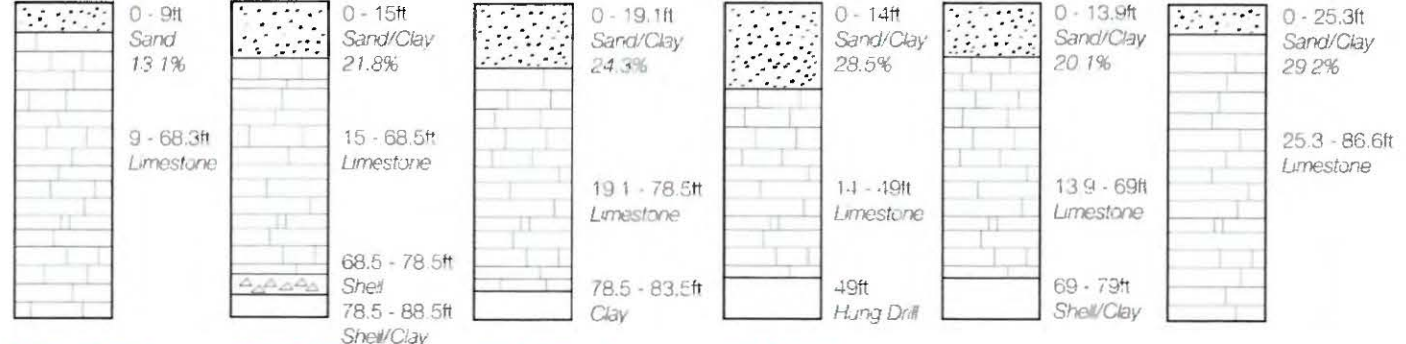 0 - 9ft
Sand
13.1%
9 - 68.3ft
Limestone
0 - 15ft
Sand/Clay
21.8%
15 - 68.5ft
Limestone
68.5 - 78.5ft
Shell
78.5 - 88.5ft
Shell/Clay
0 - 19.1ft
Sand/Clay
24.3%
19.1 - 78.5ft
Limestone
78.5 - 83.5ft
Clay
0 - 14ft
Sand/Clay
28.5%
14 - 49ft
Limestone
49ft
Hung Drill
0 - 13.9ft
Sand/Clay
20.1%
13.9 - 69ft
Limestone
69 - 79ft
Shell/Clay
0 - 25.3ft
Sand/Clay
29.2%
25.3 - 86.6ft
Limestone